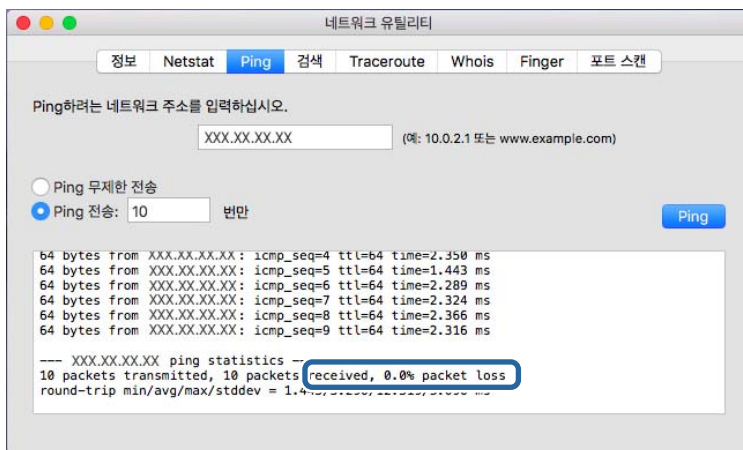 네트워크 유틸리티
정보 Netstat Ping 검색 Traceroute Whois Finger 포트 스캔
Ping하려는 네트워크 주소를 입력하십시오.
XXX.XX.XX.XX (예: 10.0.2.1 또는 www.example.com)
Ping 무제한 전송
Ping 전송: 10 번만
Ping
64 bytes from XXX.XX.XX.XX: icmp_seq=4 ttl=64 time=2.350 ms
64 bytes from XXX.XX.XX.XX: icmp_seq=5 ttl=64 time=1.443 ms
64 bytes from XXX.XX.XX.XX: icmp_seq=6 ttl=64 time=2.289 ms
64 bytes from XXX.XX.XX.XX: icmp_seq=7 ttl=64 time=2.324 ms
64 bytes from XXX.XX.XX.XX: icmp_seq=8 ttl=64 time=2.366 ms
64 bytes from XXX.XX.XX.XX: icmp_seq=9 ttl=64 time=2.316 ms
--- XXX.XX.XX.XX ping statistics --
10 packets transmitted, 10 packets received, 0.0% packet loss
round-trip min/avg/max/stddev =